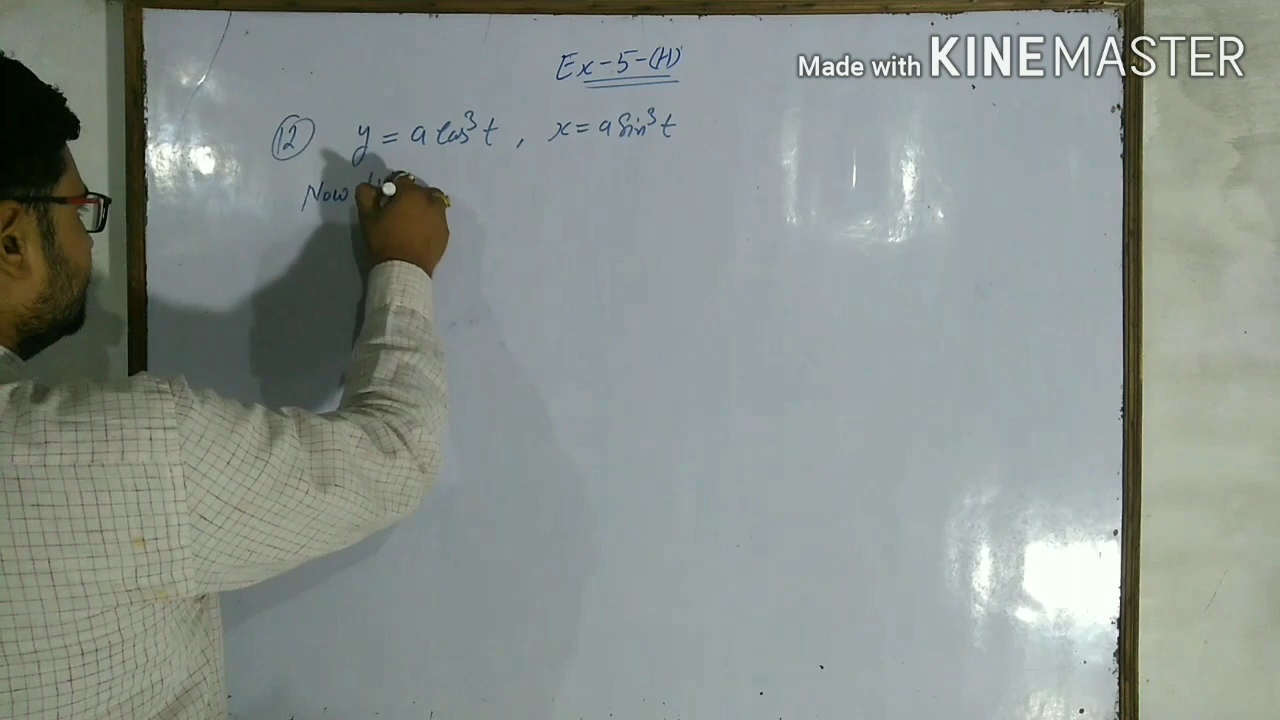 Ex-5-(H)
Made with KINEMASTER
12 y = a cos³t , x = a sin³t
Now